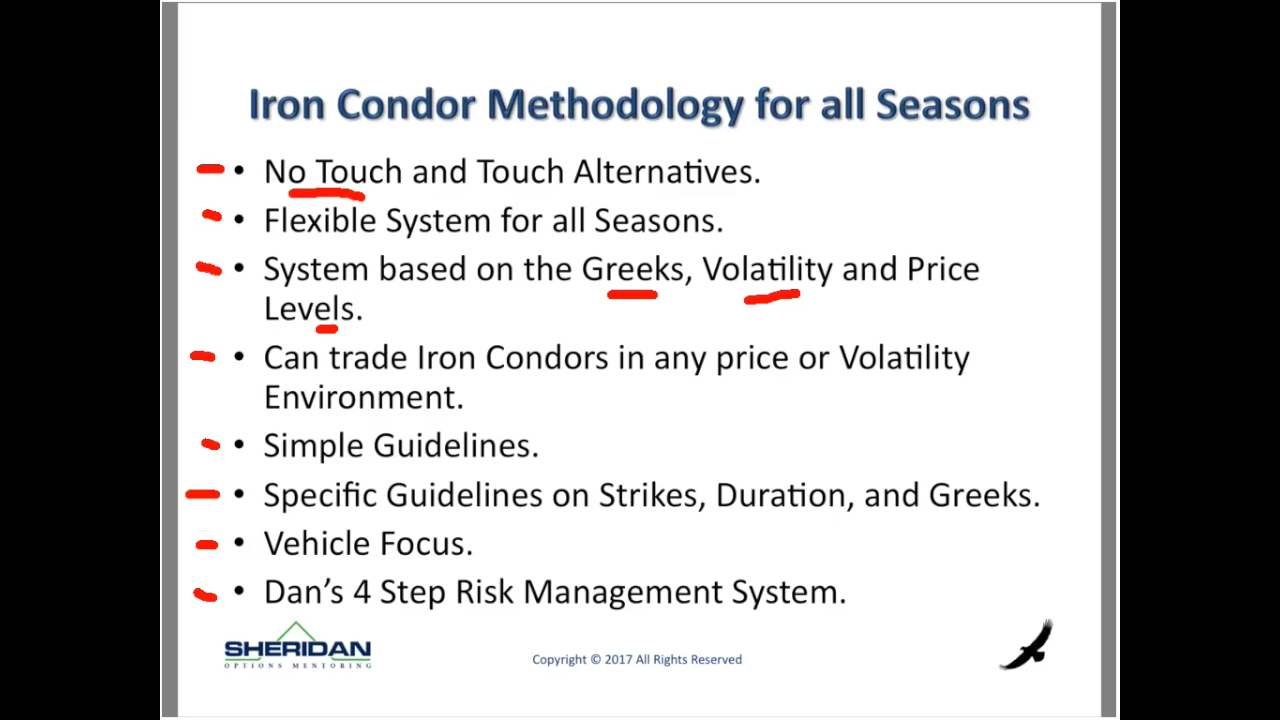 Iron Condor Methodology for all Seasons
• No Touch and Touch Alternatives.
• Flexible System for all Seasons.
• System based on the Greeks, Volatility and Price
Levels.
• Can trade Iron Condors in any price or Volatility
Environment.
• Simple Guidelines.
• Specific Guidelines on Strikes, Duration, and Greeks.
• Vehicle Focus.
• Dan’s 4 Step Risk Management System.
SHERIDAN
OPTIONS MENTORING
Copyright © 2017 All Rights Reserved